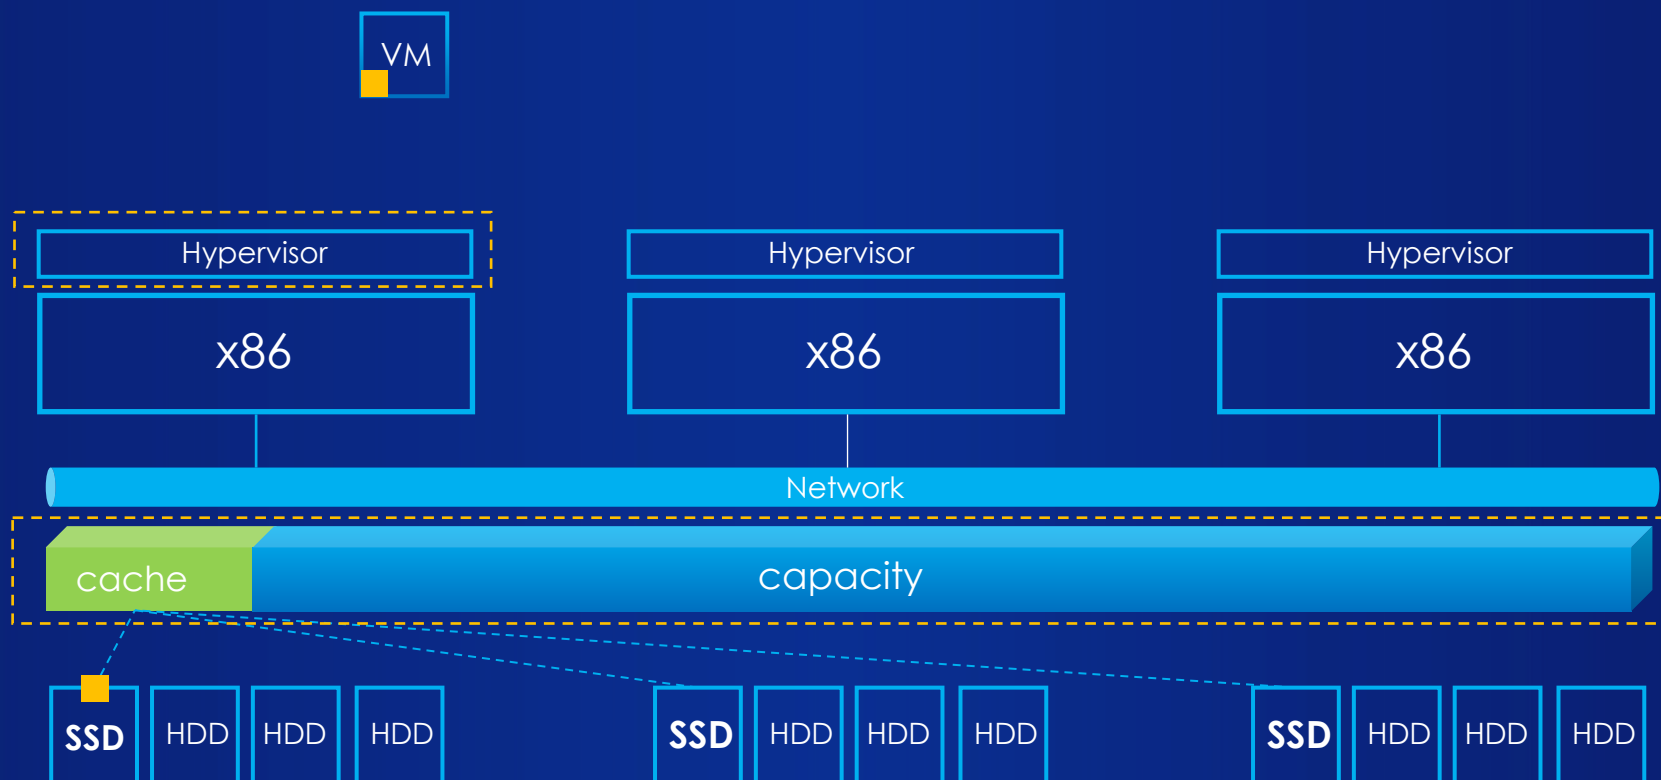 VM
Hypervisor
Hypervisor
Hypervisor
x86
x86
x86
Network
cache
capacity
SSD
HDD
HDD
HDD
SSD
HDD
HDD
HDD
SSD
HDD
HDD
HDD